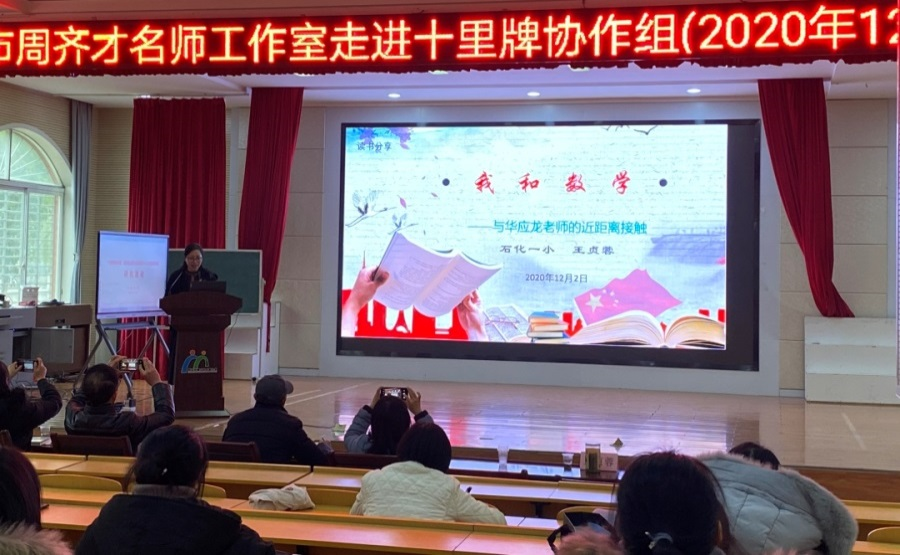 市周齐才名师工作室走进十里牌协作组(2020年12
读书分享
· 我 和 数 学 ·
——与华应龙老师的近距离接触
石化一小 王贞蓉
2020年12月2日